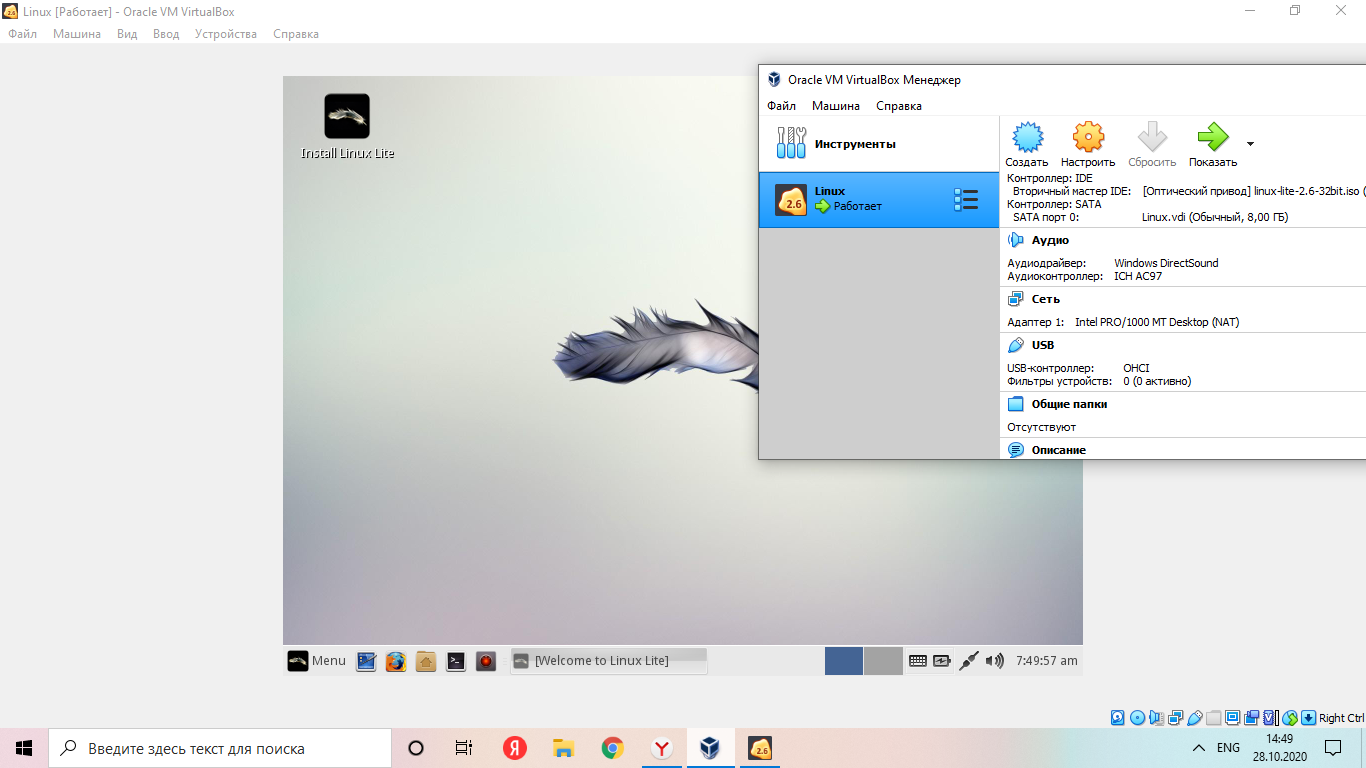 Linux [Работает] - Oracle VM VirtualBox
Файл Машина Вид Ввод Устройства Справка
Install Linux Lite
Oracle VM VirtualBox Менеджер
Файл Машина Справка
Инструменты
Создать Настроить Сбросить Показать
2.6
Linux
Работает
Контроллер: IDE
Вторичный мастер IDE: [Оптический привод] linux-lite-2.6-32bit.iso (
Контроллер: SATA
SATA порт 0: Linux.vdi (Обычный, 8,00 ГБ)
Аудио
Аудиодрайвер: Windows DirectSound
Аудиоконтроллер: ICH AC97
Сеть
Адаптер 1: Intel PRO/1000 MT Desktop (NAT)
USB
USB-контроллер: OHCI
Фильтры устройств: 0 (0 активно)
Общие папки
Отсутствуют
Описание
Menu [Welcome to Linux Lite] 7:49:57 am
Right Ctrl
Введите здесь текст для поиска
Я
Y
2.6
ENG
14:49
28.10.2020